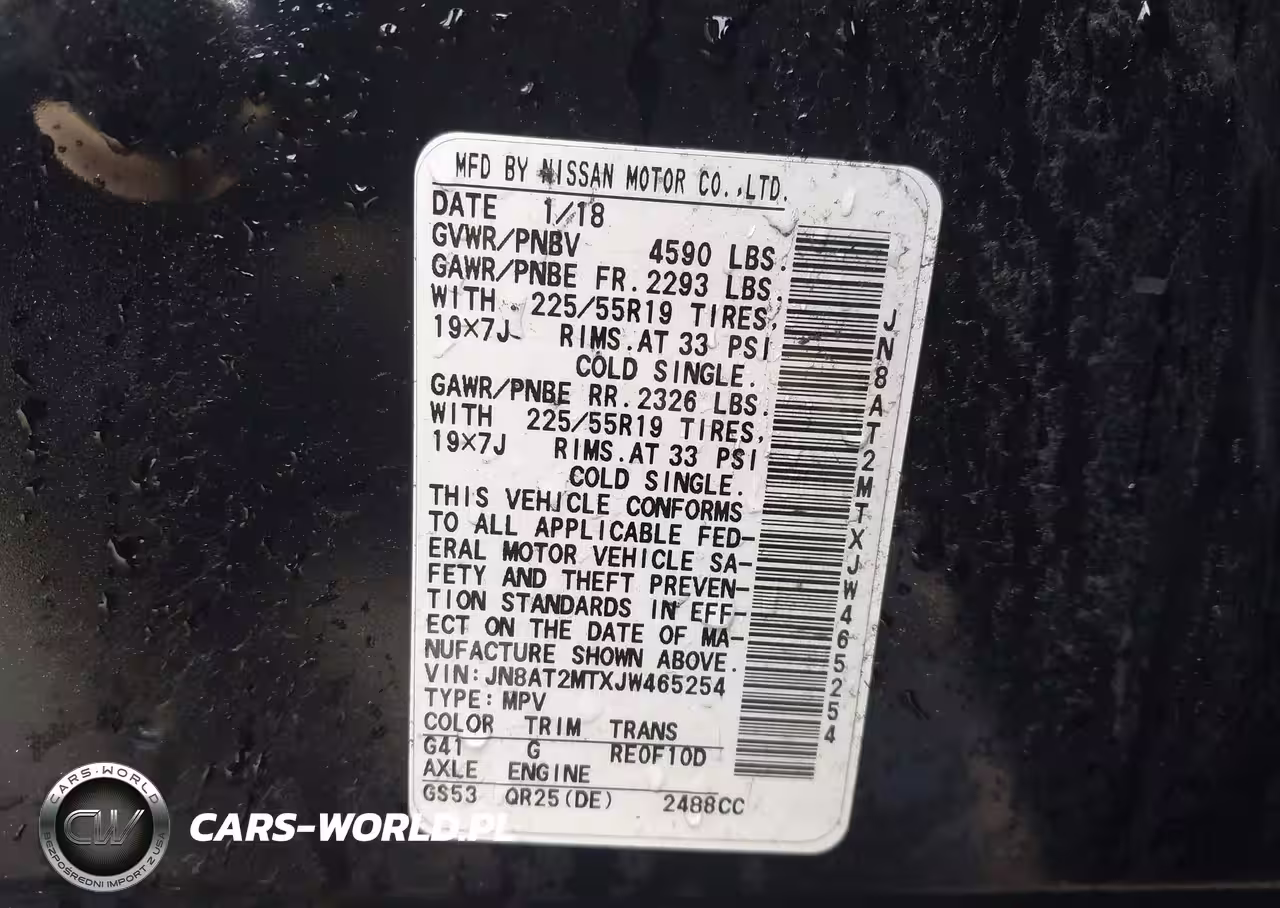 MFD BY NISSAN MOTOR CO.,LTD.
DATE 1/18
GVWR/PNBV 4590 LBS.
GAWR/PNBE FR. 2293 LBS.
WITH 225/55R19 TIRES,
19×7J RIMS.AT 33 PSI
COLD SINGLE.
GAWR/PNBE RR. 2326 LBS.
WITH 225/55R19 TIRES,
19×7J RIMS.AT 33 PSI
COLD SINGLE.
THIS VEHICLE CONFORMS
TO ALL APPLICABLE FED-
ERAL MOTOR VEHICLE SA-
FETY AND THEFT PREVEN-
TION STANDARDS IN EFF-
ECT ON THE DATE OF MA-
NUFACTURE SHOWN ABOVE.
VIN:JN8AT2MTXJW465254
TYPE:MPV
COLOR TRIM TRANS
G41 G RE0F10D
AXLE ENGINE
GS53 QR25(DE) 2488CC
JN8AT2MTXJW465254
CARS-WORLD
CW
BEZPOŚREDNI IMPORT Z USA
CARS-WORLD.PL